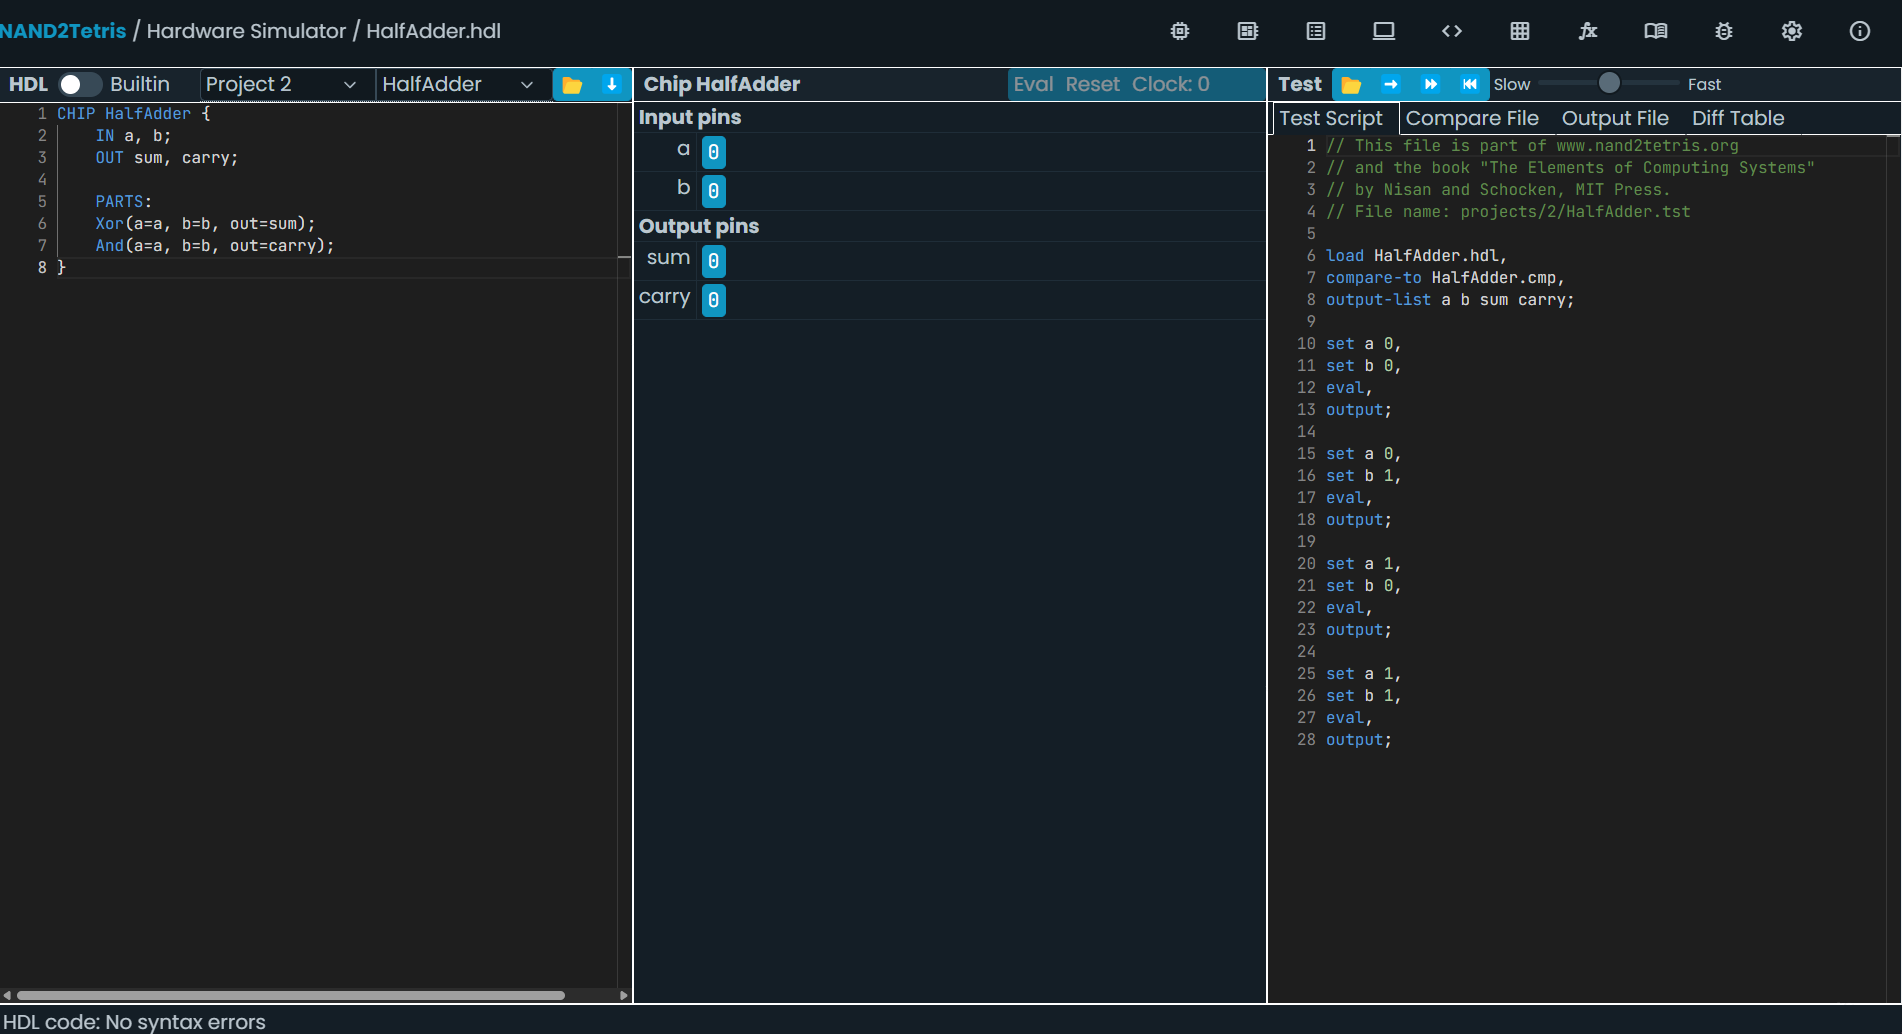 NAND2Tetris / Hardware Simulator / HalfAdder.hdl
HDL Builtin Project 2 HalfAdder
1 CHIP HalfAdder {
2     IN a, b;
3     OUT sum, carry;
4
5     PARTS:
6     Xor(a=a, b=b, out=sum);
7     And(a=a, b=b, out=carry);
8 }
Chip HalfAdder Eval Reset Clock: 0
Input pins
a 0
b 0
Output pins
sum 0
carry 0
Test Slow Fast
Test Script Compare File Output File Diff Table
1 // This file is part of www.nand2tetris.org
2 // and the book "The Elements of Computing Systems"
3 // by Nisan and Schocken, MIT Press.
4 // File name: projects/2/HalfAdder.tst
5
6 load HalfAdder.hdl,
7 compare-to HalfAdder.cmp,
8 output-list a b sum carry;
9
10 set a 0,
11 set b 0,
12 eval,
13 output;
14
15 set a 0,
16 set b 1,
17 eval,
18 output;
19
20 set a 1,
21 set b 0,
22 eval,
23 output;
24
25 set a 1,
26 set b 1,
27 eval,
28 output;
HDL code: No syntax errors